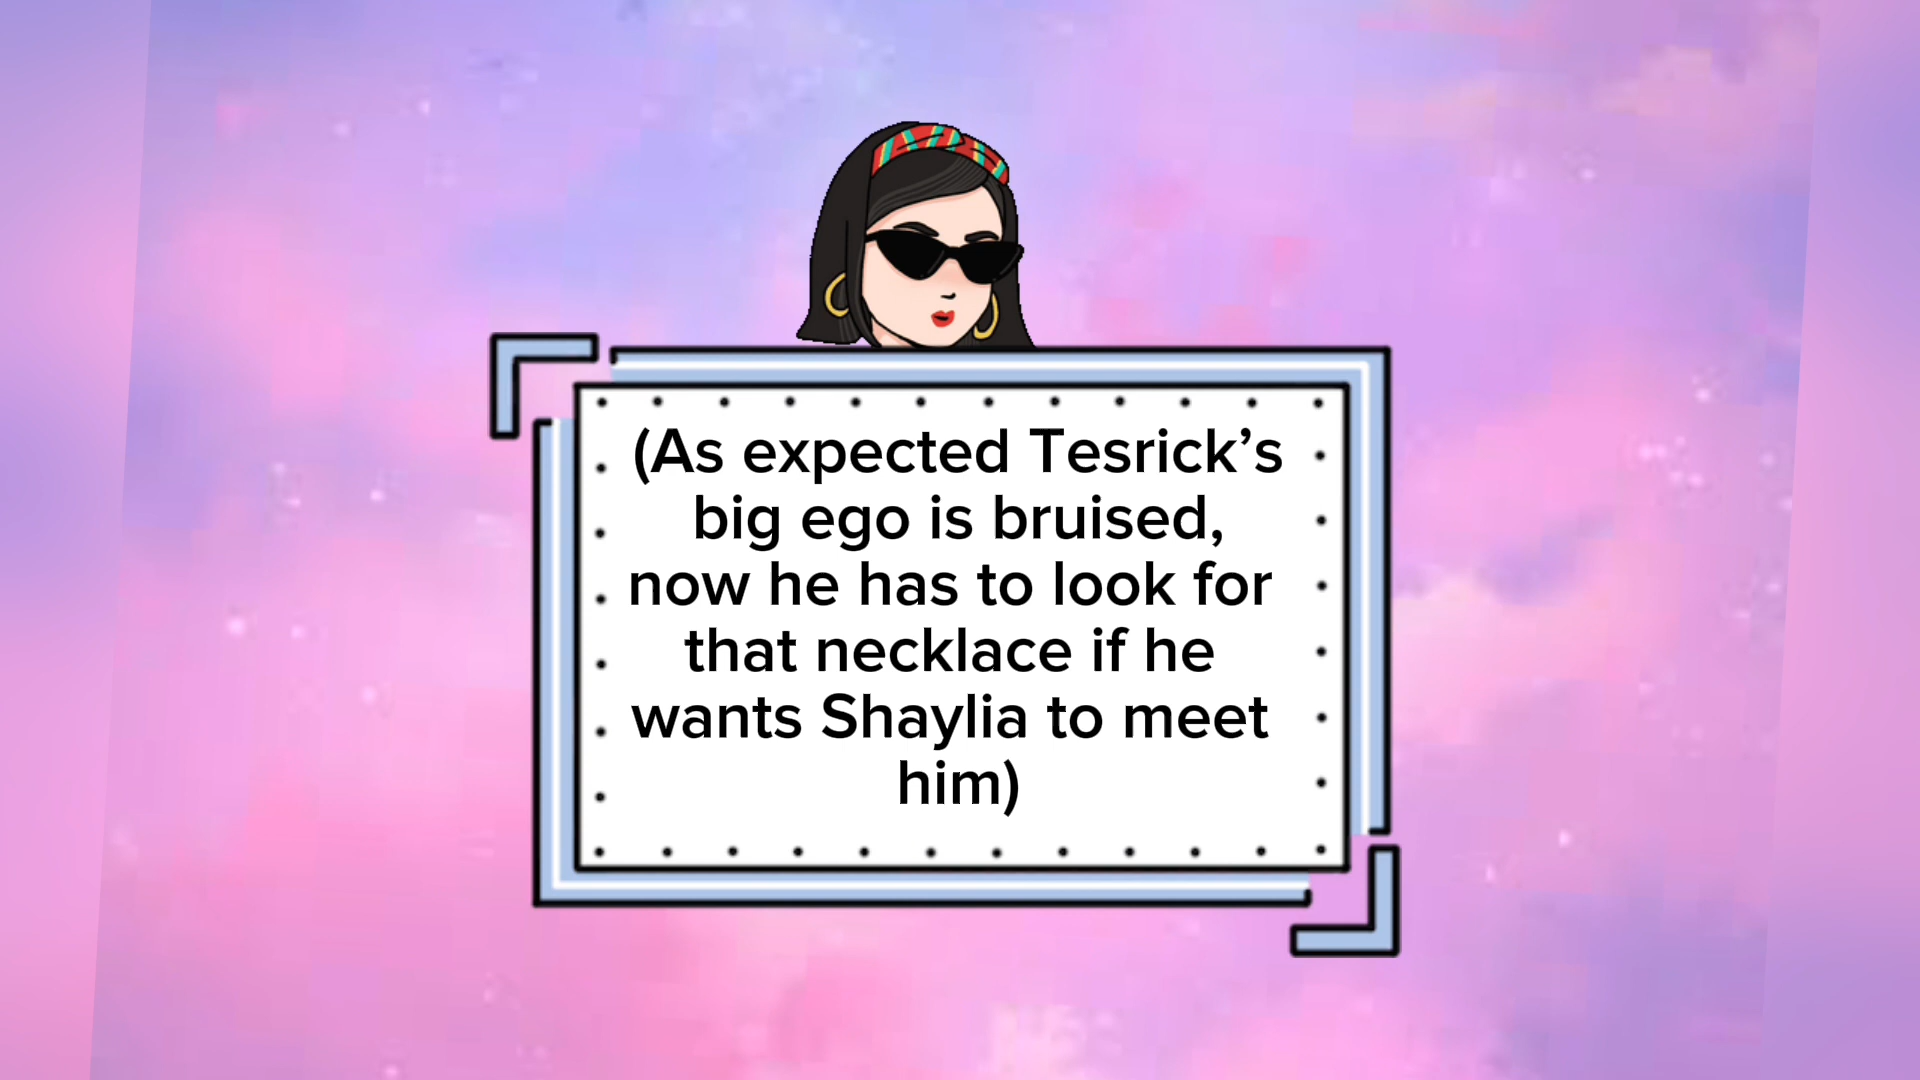 (As expected Tesrick’s
big ego is bruised,
now he has to look for
that necklace if he
wants Shaylia to meet
him)